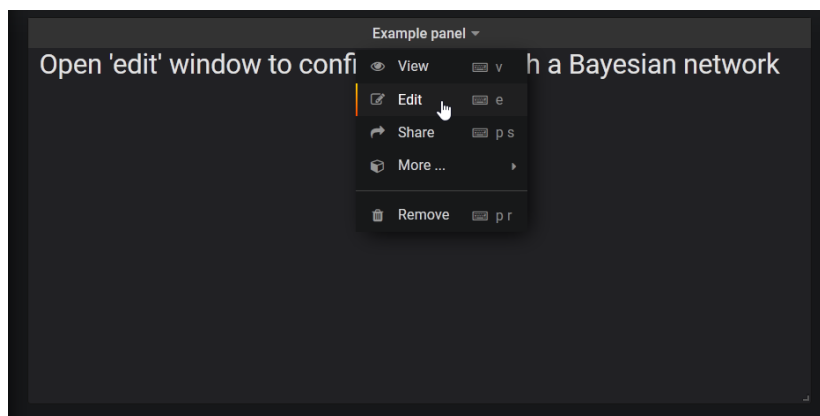 Example panel
Open 'edit' window to confi h a Bayesian network
View v
Edit e
Share p s
More ...
Remove p r